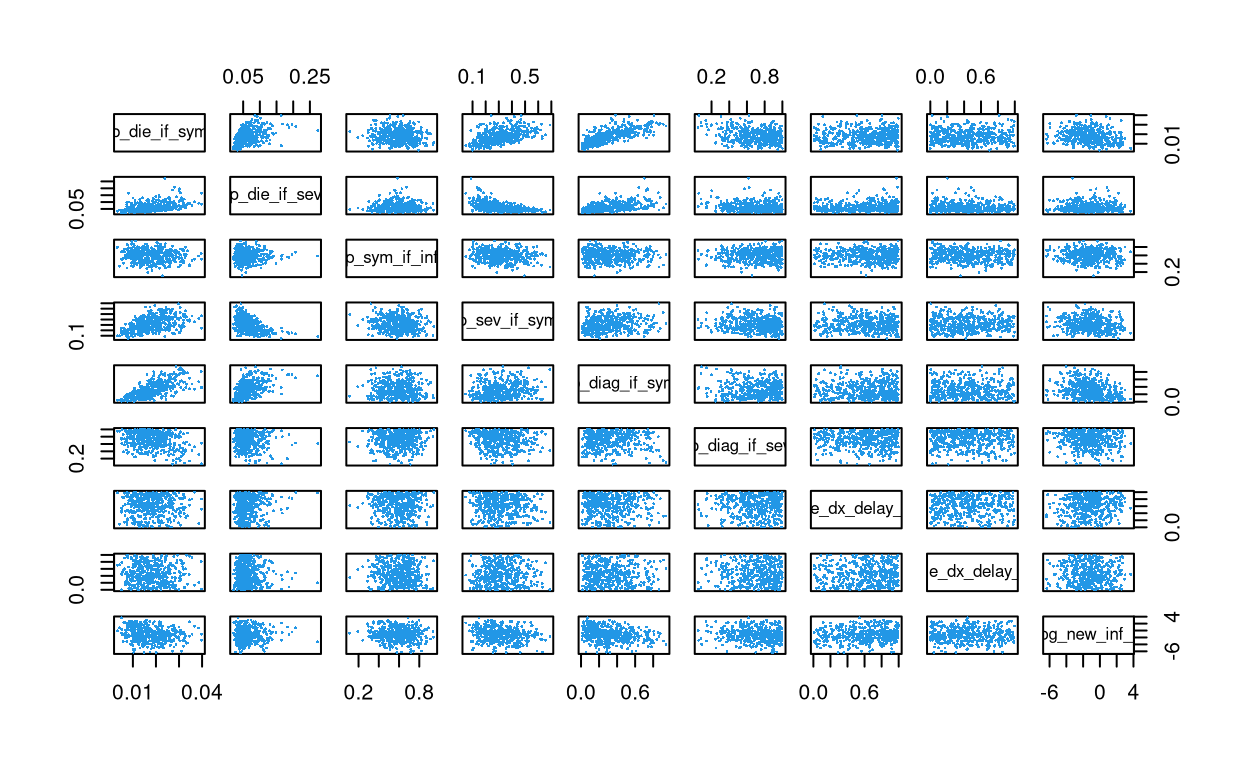 0.05 0.25 0.1 0.5 0.2 0.8 0.0 0.6
p_die_if_sym 0.01
0.05 p_die_if_sev
p_sym_if_inf 0.2
0.1 p_sev_if_sym
_diag_if_sym 0.0
0.2 p_diag_if_sev
e_dx_delay_ 0.0
0.0 e_dx_delay_
og_new_inf_ -6 4
0.01 0.04 0.2 0.8 0.0 0.6 0.0 0.6 -6 0 4